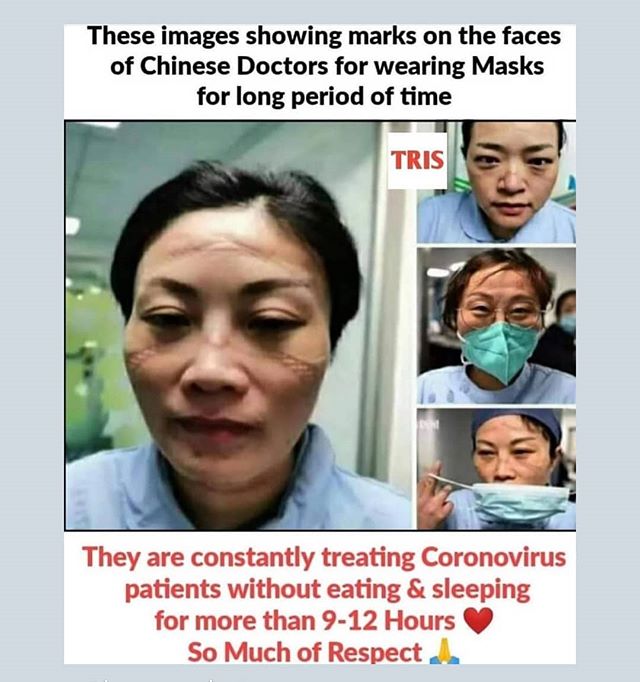 These images showing marks on the faces
of Chinese Doctors for wearing Masks
for long period of time
TRIS
They are constantly treating Coronovirus
patients without eating & sleeping
for more than 9-12 Hours ❤️
So Much of Respect 🙏